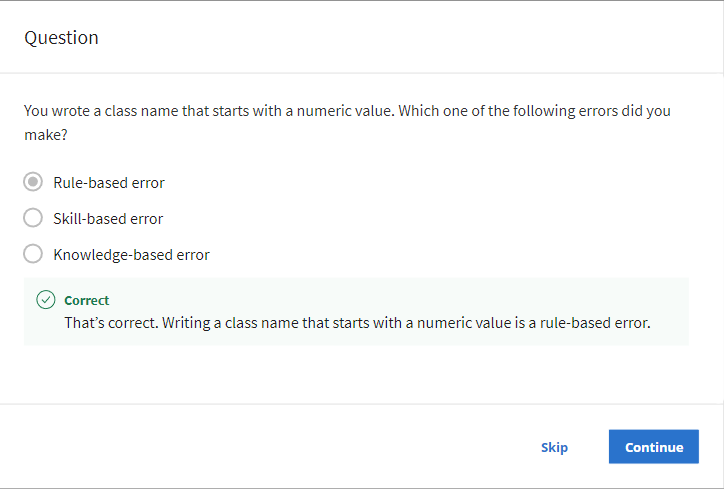 Question
You wrote a class name that starts with a numeric value. Which one of the following errors did you
make?
Rule-based error
Skill-based error
Knowledge-based error
Correct
That's correct. Writing a class name that starts with a numeric value is a rule-based error.
Skip
Continue